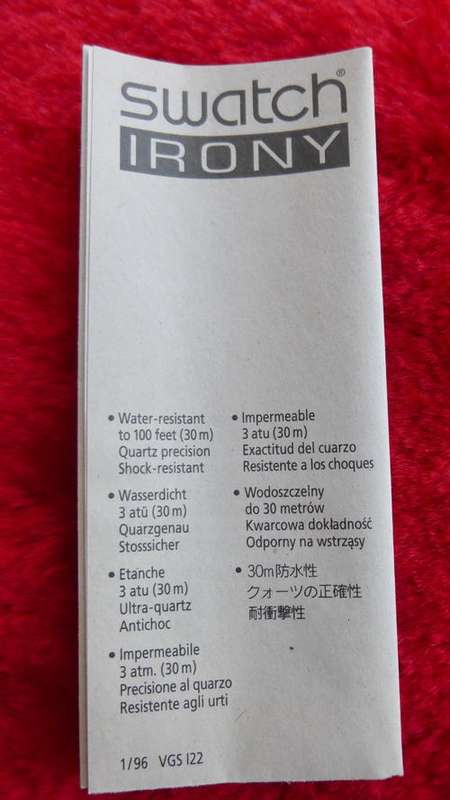 swatch®
IRONY
• Water-resistant
to 100 feet (30 m)
Quartz precision
Shock-resistant
• Wasserdicht
3 atü (30 m)
Quarzgenau
Stosssicher
• Etanche
3 atu (30 m)
Ultra-quartz
Antichoc
• Impermeabile
3 atm. (30 m)
Precisione al quarzo
Resistente agli urti
• Impermeable
3 atu (30 m)
Exactitud del cuarzo
Resistente a los choques
• Wodoszczelny
do 30 metrów
Kwarcowa dokładność
Odporny na wstrząsy
• 30m防水性
クォーツの正確性
耐衝撃性
1/96 VGS I22